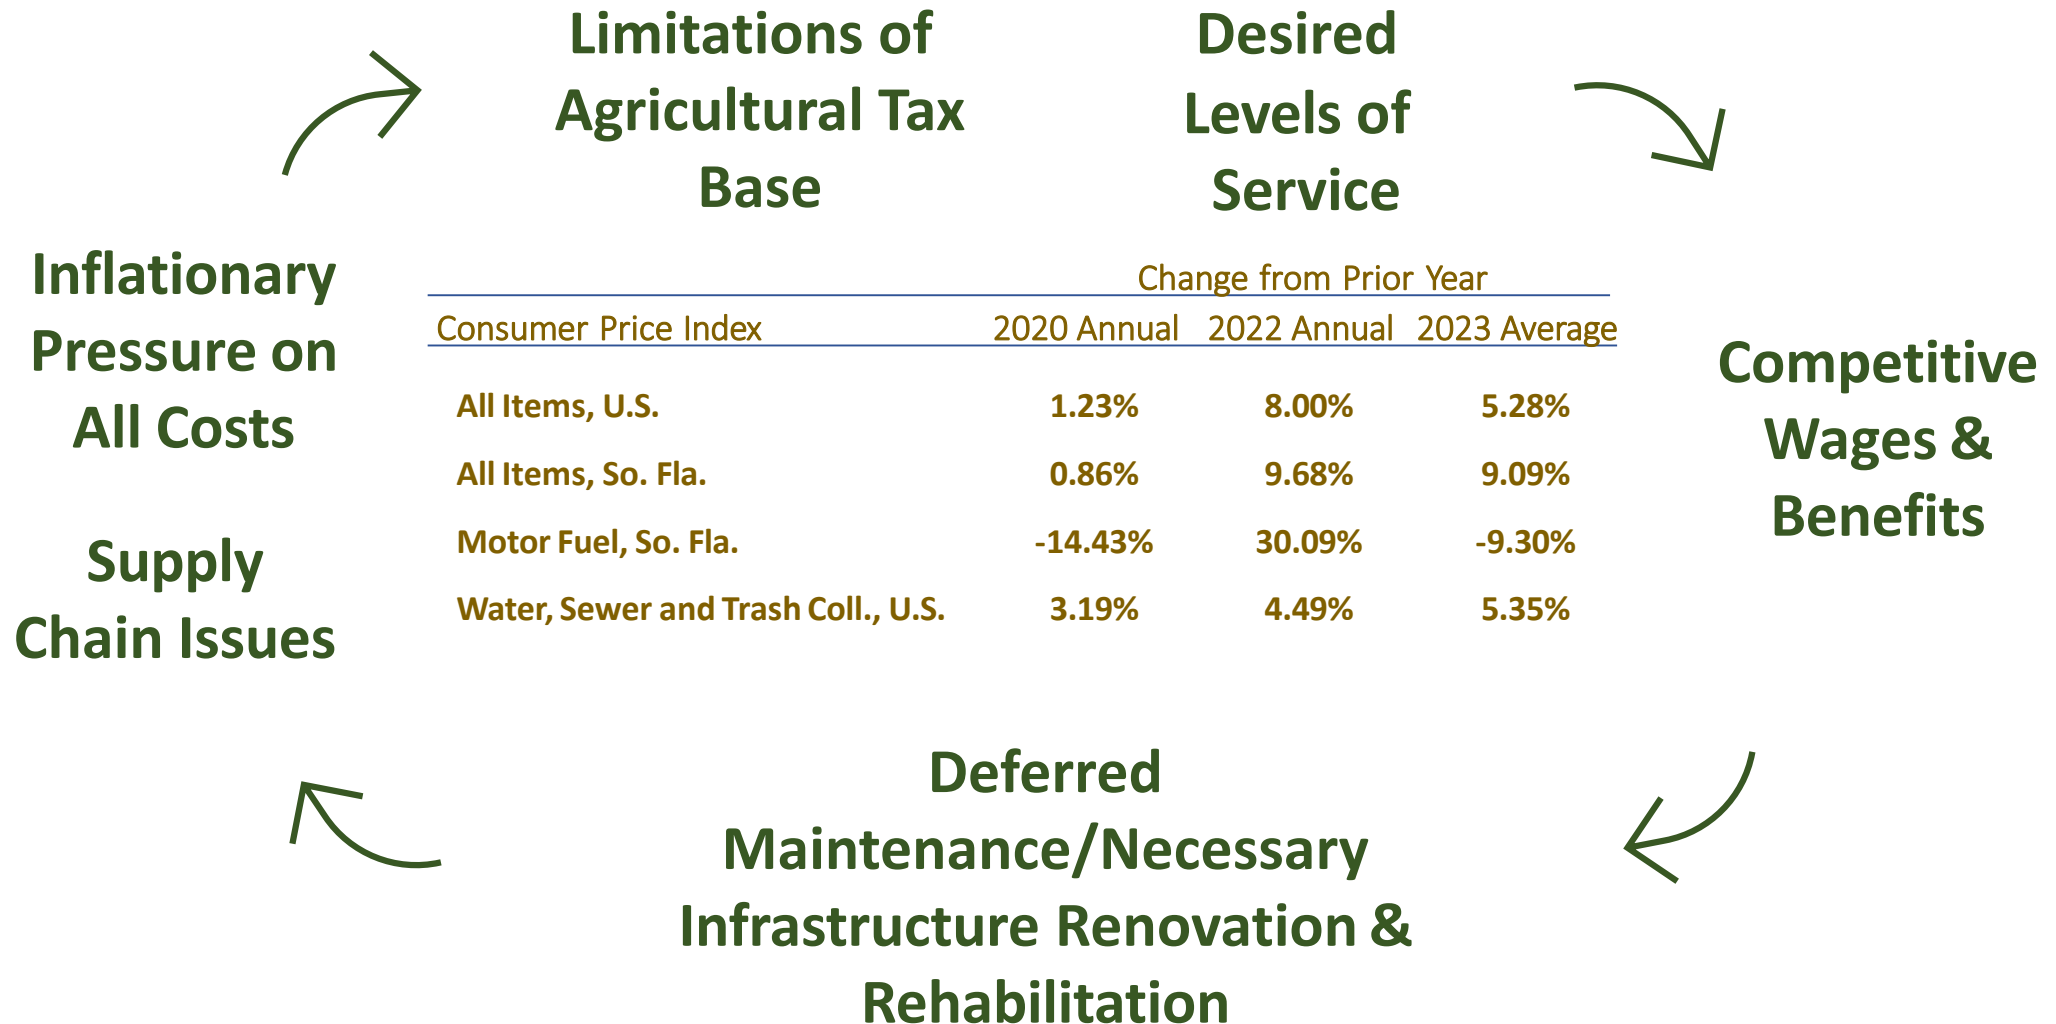 Limitations of
Agricultural Tax
Base
Desired
Levels of
Service
Inflationary
Pressure on
All Costs
Supply
Chain Issues
Change from Prior Year
Consumer Price Index 2020 Annual 2022 Annual 2023 Average
All Items, U.S. 1.23% 8.00% 5.28%
All Items, So. Fla. 0.86% 9.68% 9.09%
Motor Fuel, So. Fla. -14.43% 30.09% -9.30%
Water, Sewer and Trash Coll., U.S. 3.19% 4.49% 5.35%
Competitive
Wages &
Benefits
Deferred
Maintenance/Necessary
Infrastructure Renovation &
Rehabilitation